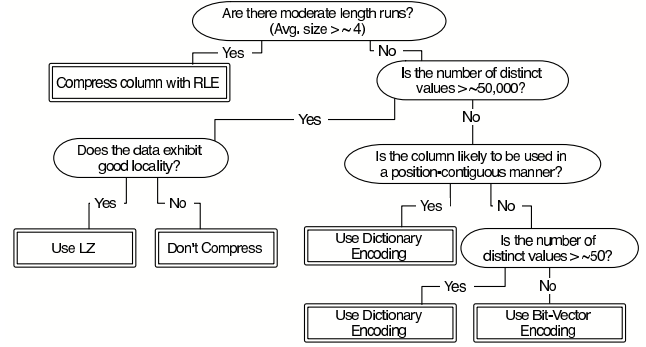 Are there moderate length runs?
(Avg. size > ~ 4)
Yes
No
Compress column with RLE
Is the number of distinct
values > ~50,000?
Yes
No
Does the data exhibit
good locality?
Is the column likely to be used in
a position-contiguous manner?
Yes
No
Yes
No
Use LZ
Don't Compress
Use Dictionary
Encoding
Is the number of
distinct values > ~50?
Yes
No
Use Dictionary
Encoding
Use Bit-Vector
Encoding